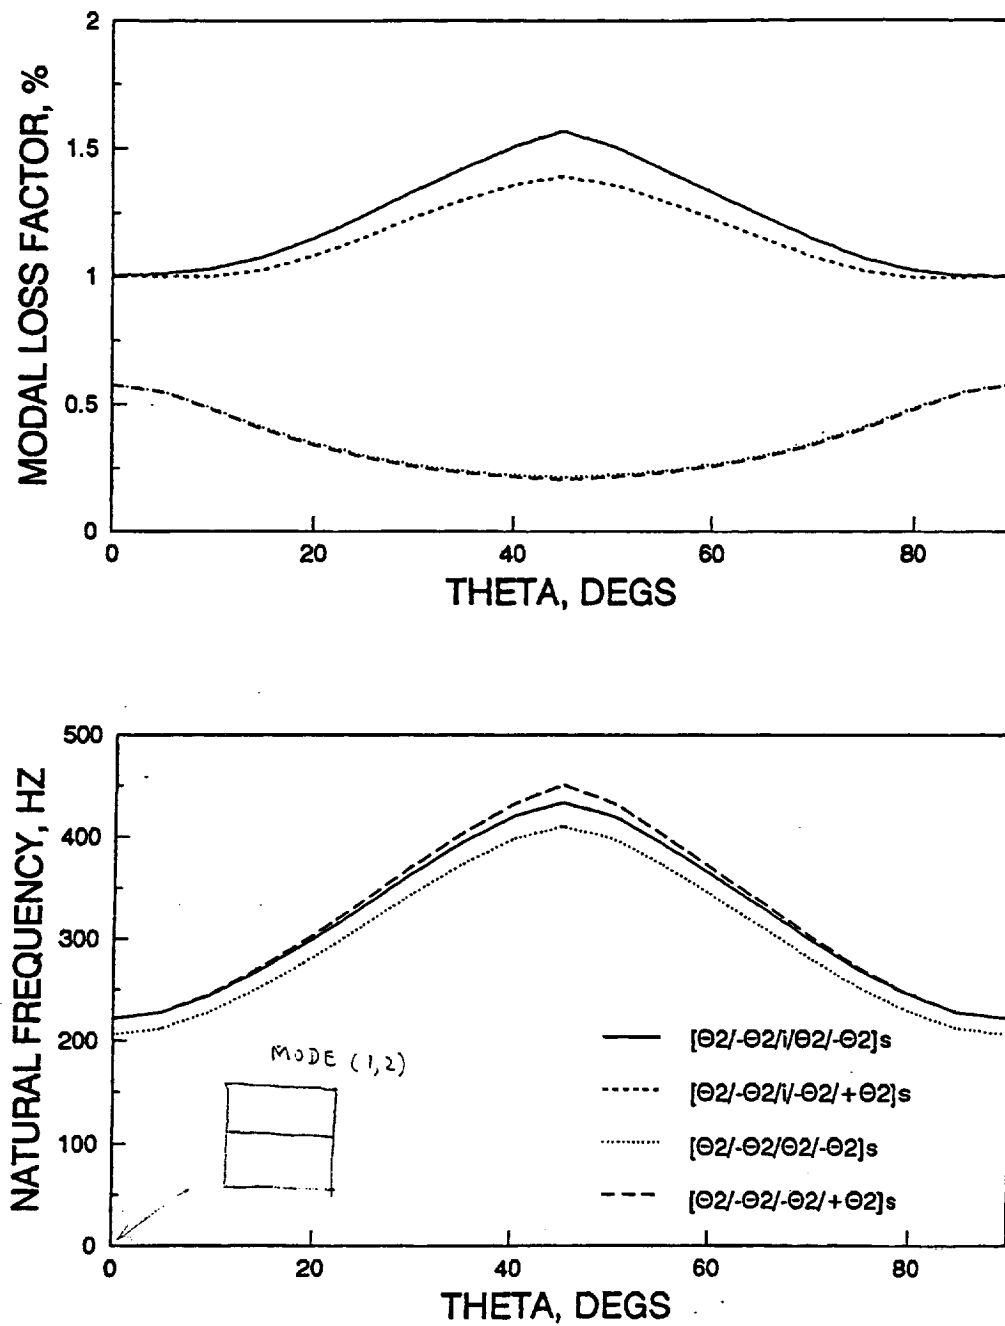 2
1.5
1
0.5
0
MODAL LOSS FACTOR, %
0 20 40 60 80
THETA, DEGS
500
400
300
200
100
0
NATURAL FREQUENCY, HZ
MODE (1,2)
[Θ2/-Θ2/i/Θ2/-Θ2]s
[Θ2/-Θ2/i/-Θ2/+Θ2]s
[Θ2/-Θ2/Θ2/-Θ2]s
[Θ2/-Θ2/-Θ2/+Θ2]s
0 20 40 60 80
THETA, DEGS